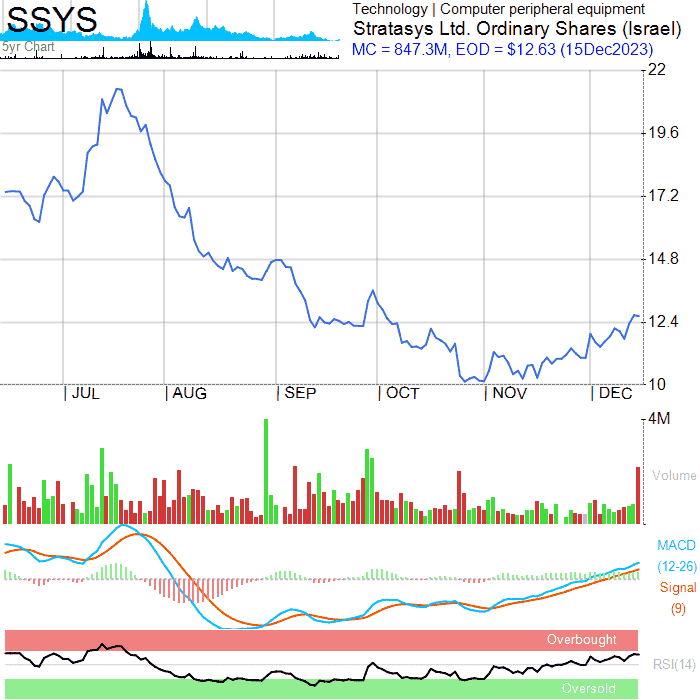 SSYS
5yr Chart
Technology | Computer peripheral equipment
Stratasys Ltd. Ordinary Shares (Israel)
MC = 847.3M, EOD = $12.63 (15Dec2023)
22
19.6
17.2
14.8
12.4
10
JUL AUG SEP OCT NOV DEC
4M
Volume
MACD
(12-26)
Signal
(9)
Overbought
RSI(14)
Oversold